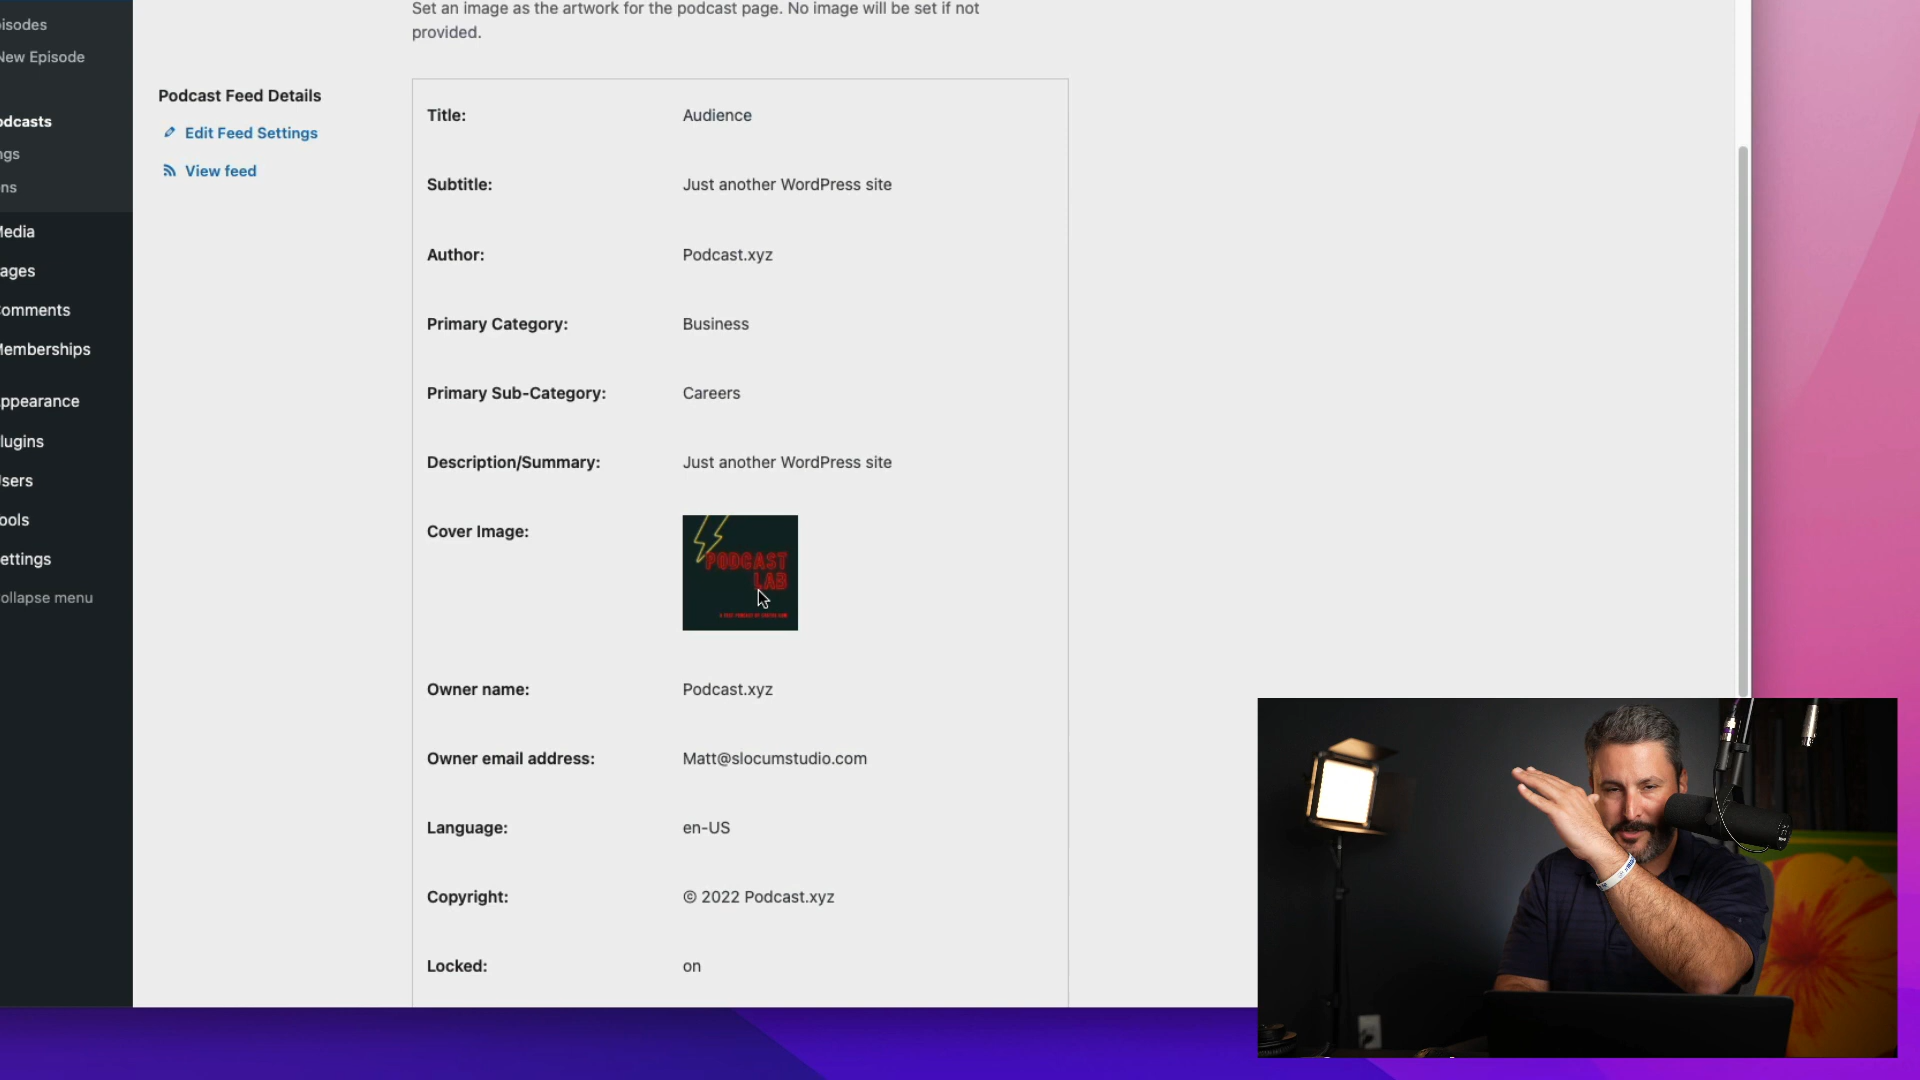 Set an image as the artwork for the podcast page. No image will be set if not
provided.
isodes
New Episode
odcasts
ngs
ns
Media
ages
omments
Memberships
ppearance
lugins
sers
ools
ettings
ollapse menu
Podcast Feed Details
Edit Feed Settings
View feed
Title: Audience
Subtitle: Just another WordPress site
Author: Podcast.xyz
Primary Category: Business
Primary Sub-Category: Careers
Description/Summary: Just another WordPress site
Cover Image:
PODCAST
LAB
Owner name: Podcast.xyz
Owner email address: Matt@slocumstudio.com
Language: en-US
Copyright: © 2022 Podcast.xyz
Locked: on